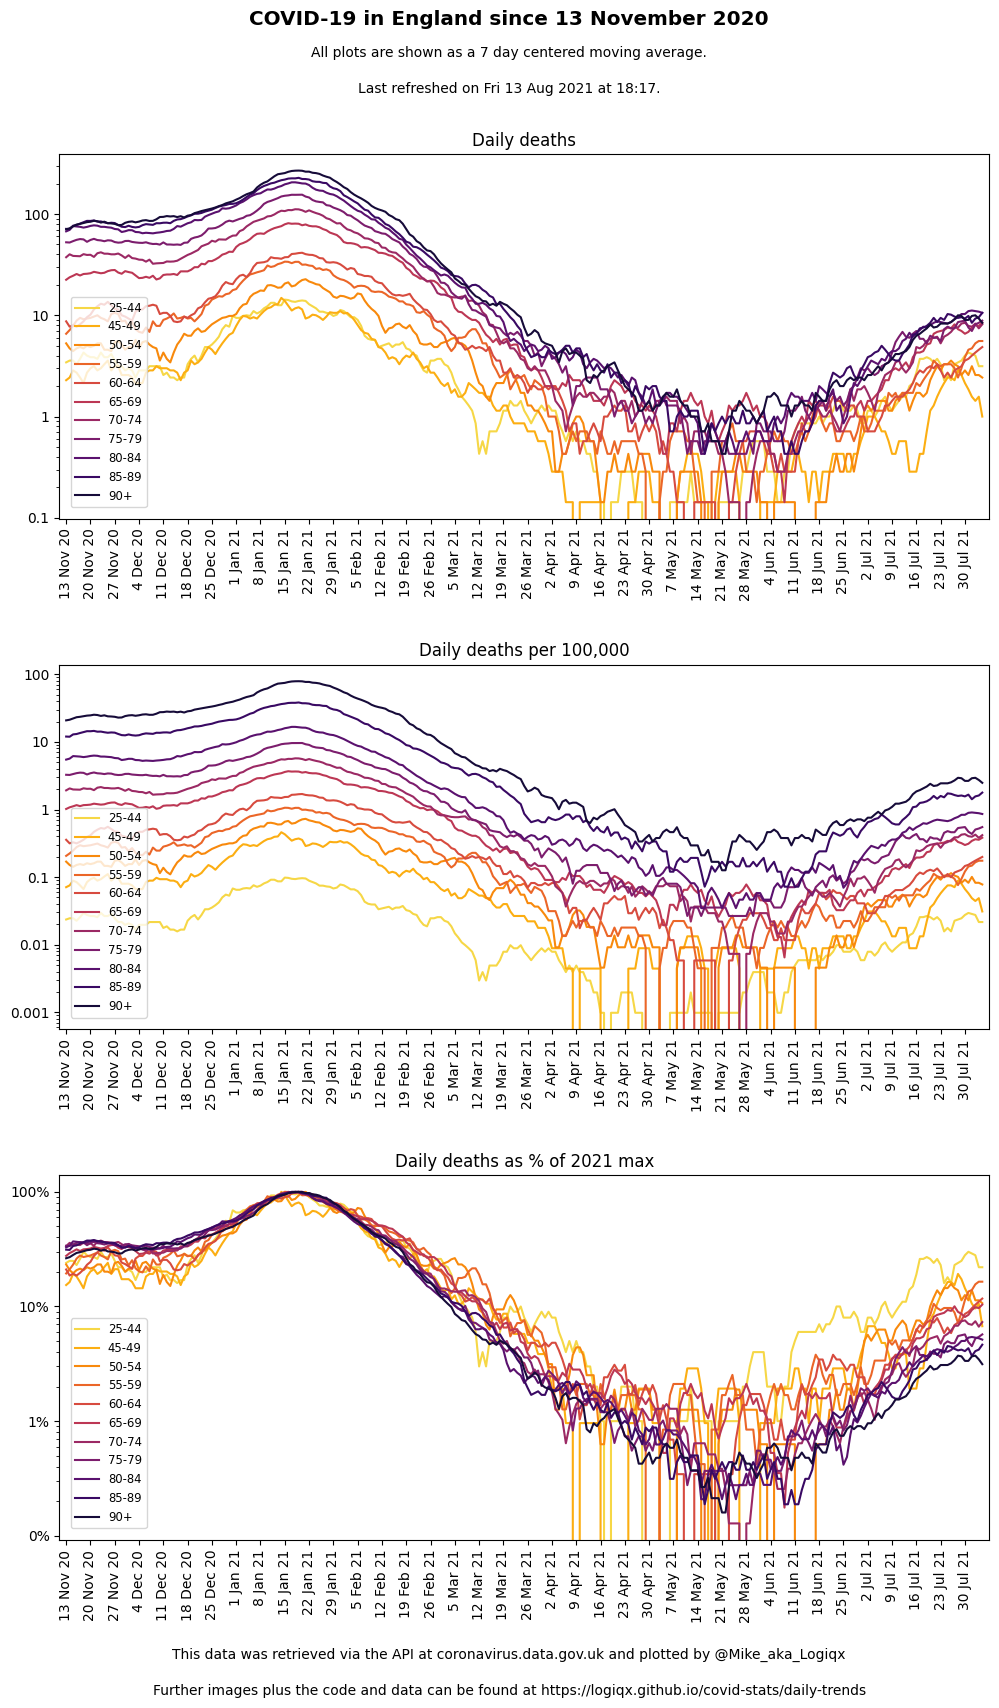 COVID-19 in England since 13 November 2020
All plots are shown as a 7 day centered moving average.
Last refreshed on Fri 13 Aug 2021 at 18:17.
Daily deaths
100
10
1
0.1
25-44
45-49
50-54
55-59
60-64
65-69
70-74
75-79
80-84
85-89
90+
13 Nov 20
20 Nov 20
27 Nov 20
4 Dec 20
11 Dec 20
18 Dec 20
25 Dec 20
1 Jan 21
8 Jan 21
15 Jan 21
22 Jan 21
29 Jan 21
5 Feb 21
12 Feb 21
19 Feb 21
26 Feb 21
5 Mar 21
12 Mar 21
19 Mar 21
26 Mar 21
2 Apr 21
9 Apr 21
16 Apr 21
23 Apr 21
30 Apr 21
7 May 21
14 May 21
21 May 21
28 May 21
4 Jun 21
11 Jun 21
18 Jun 21
25 Jun 21
2 Jul 21
9 Jul 21
16 Jul 21
23 Jul 21
30 Jul 21
Daily deaths per 100,000
100
10
1
0.1
0.01
0.001
25-44
45-49
50-54
55-59
60-64
65-69
70-74
75-79
80-84
85-89
90+
13 Nov 20
20 Nov 20
27 Nov 20
4 Dec 20
11 Dec 20
18 Dec 20
25 Dec 20
1 Jan 21
8 Jan 21
15 Jan 21
22 Jan 21
29 Jan 21
5 Feb 21
12 Feb 21
19 Feb 21
26 Feb 21
5 Mar 21
12 Mar 21
19 Mar 21
26 Mar 21
2 Apr 21
9 Apr 21
16 Apr 21
23 Apr 21
30 Apr 21
7 May 21
14 May 21
21 May 21
28 May 21
4 Jun 21
11 Jun 21
18 Jun 21
25 Jun 21
2 Jul 21
9 Jul 21
16 Jul 21
23 Jul 21
30 Jul 21
Daily deaths as % of 2021 max
100%
10%
1%
0%
25-44
45-49
50-54
55-59
60-64
65-69
70-74
75-79
80-84
85-89
90+
13 Nov 20
20 Nov 20
27 Nov 20
4 Dec 20
11 Dec 20
18 Dec 20
25 Dec 20
1 Jan 21
8 Jan 21
15 Jan 21
22 Jan 21
29 Jan 21
5 Feb 21
12 Feb 21
19 Feb 21
26 Feb 21
5 Mar 21
12 Mar 21
19 Mar 21
26 Mar 21
2 Apr 21
9 Apr 21
16 Apr 21
23 Apr 21
30 Apr 21
7 May 21
14 May 21
21 May 21
28 May 21
4 Jun 21
11 Jun 21
18 Jun 21
25 Jun 21
2 Jul 21
9 Jul 21
16 Jul 21
23 Jul 21
30 Jul 21
This data was retrieved via the API at coronavirus.data.gov.uk and plotted by @Mike_aka_Logiqx
Further images plus the code and data can be found at https://logiqx.github.io/covid-stats/daily-trends